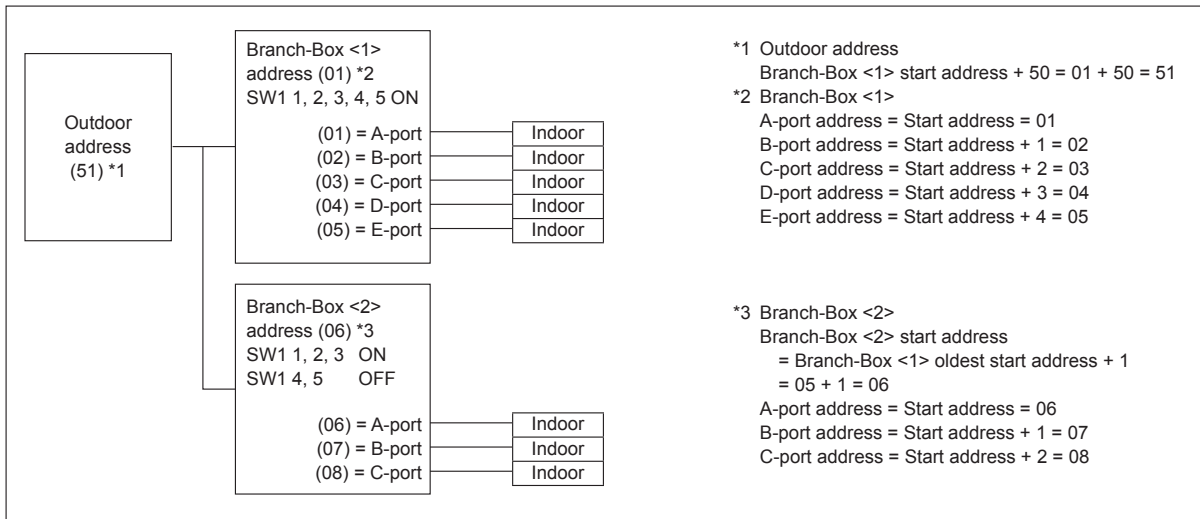 Outdoor
address
(51) *1
Branch-Box <1>
address (01) *2
SW1 1, 2, 3, 4, 5 ON
(01) = A-port
Indoor
(02) = B-port
Indoor
(03) = C-port
Indoor
(04) = D-port
Indoor
(05) = E-port
Indoor
Branch-Box <2>
address (06) *3
SW1 1, 2, 3 ON
SW1 4, 5 OFF
(06) = A-port
Indoor
(07) = B-port
Indoor
(08) = C-port
Indoor
*1 Outdoor address
Branch-Box <1> start address + 50 = 01 + 50 = 51
*2 Branch-Box <1>
A-port address = Start address = 01
B-port address = Start address + 1 = 02
C-port address = Start address + 2 = 03
D-port address = Start address + 3 = 04
E-port address = Start address + 4 = 05
*3 Branch-Box <2>
Branch-Box <2> start address
= Branch-Box <1> oldest start address + 1
= 05 + 1 = 06
A-port address = Start address = 06
B-port address = Start address + 1 = 07
C-port address = Start address + 2 = 08